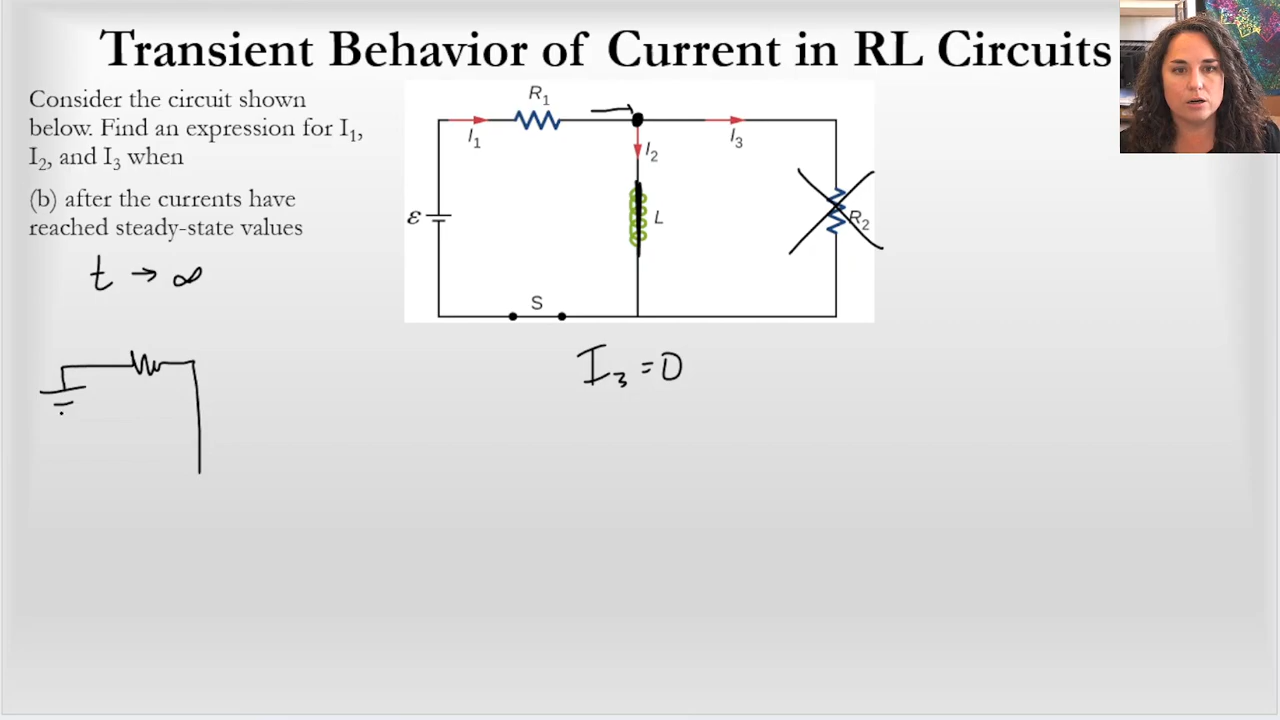 Transient Behavior of Current in RL Circuits
Consider the circuit shown
below. Find an expression for I₁,
I₂, and I₃ when
(b) after the currents have
reached steady-state values
t → ∞
R₁
I₁
I₂
I₃
ε
L
R₂
S
I₃ = 0